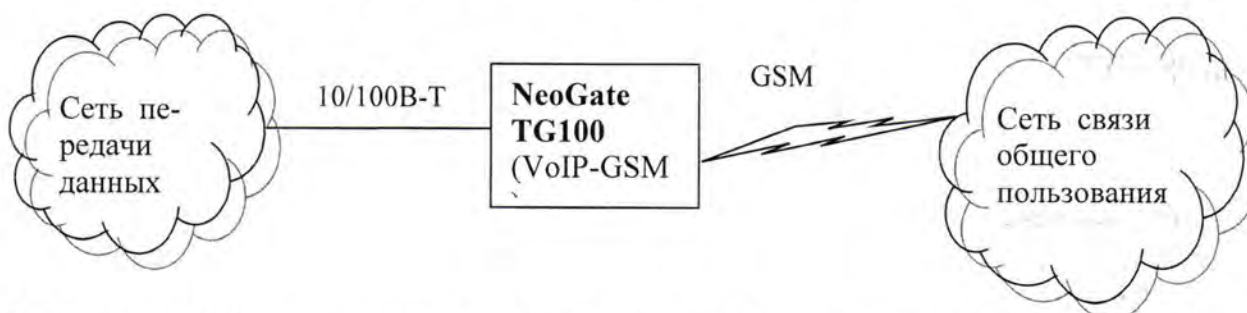 Сеть пе-
редачи
данных
10/100B-T
NeoGate
TG100
(VoIP-GSM
GSM
Сеть связи
общего
пользования